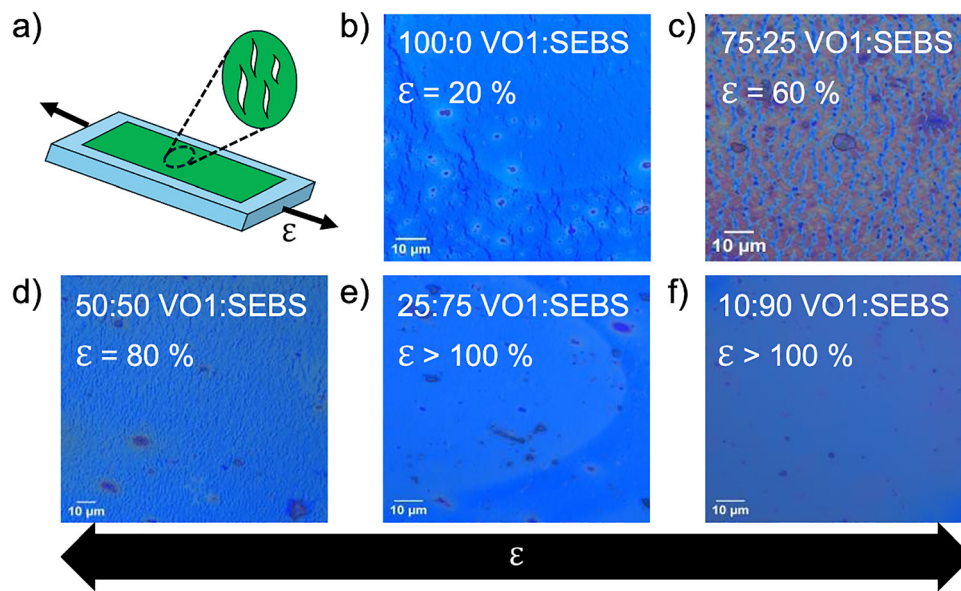 a)
ε
b)
100:0 VO1:SEBS
ε = 20 %
10 μm
c)
75:25 VO1:SEBS
ε = 60 %
10 μm
d)
50:50 VO1:SEBS
ε = 80 %
10 μm
e)
25:75 VO1:SEBS
ε > 100 %
10 μm
f)
10:90 VO1:SEBS
ε > 100 %
10 μm
ε